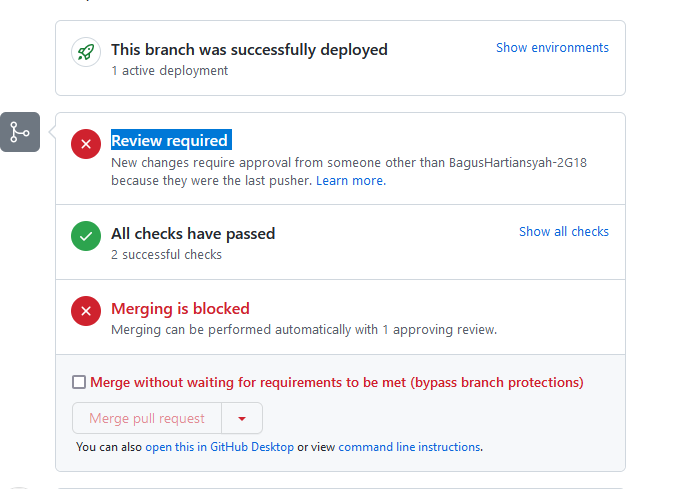 This branch was successfully deployed
Show environments
1 active deployment
Review required
New changes require approval from someone other than BagusHartiansyah-2G18
because they were the last pusher. Learn more.
All checks have passed
Show all checks
2 successful checks
Merging is blocked
Merging can be performed automatically with 1 approving review.
Merge without waiting for requirements to be met (bypass branch protections)
Merge pull request
You can also open this in GitHub Desktop or view command line instructions.